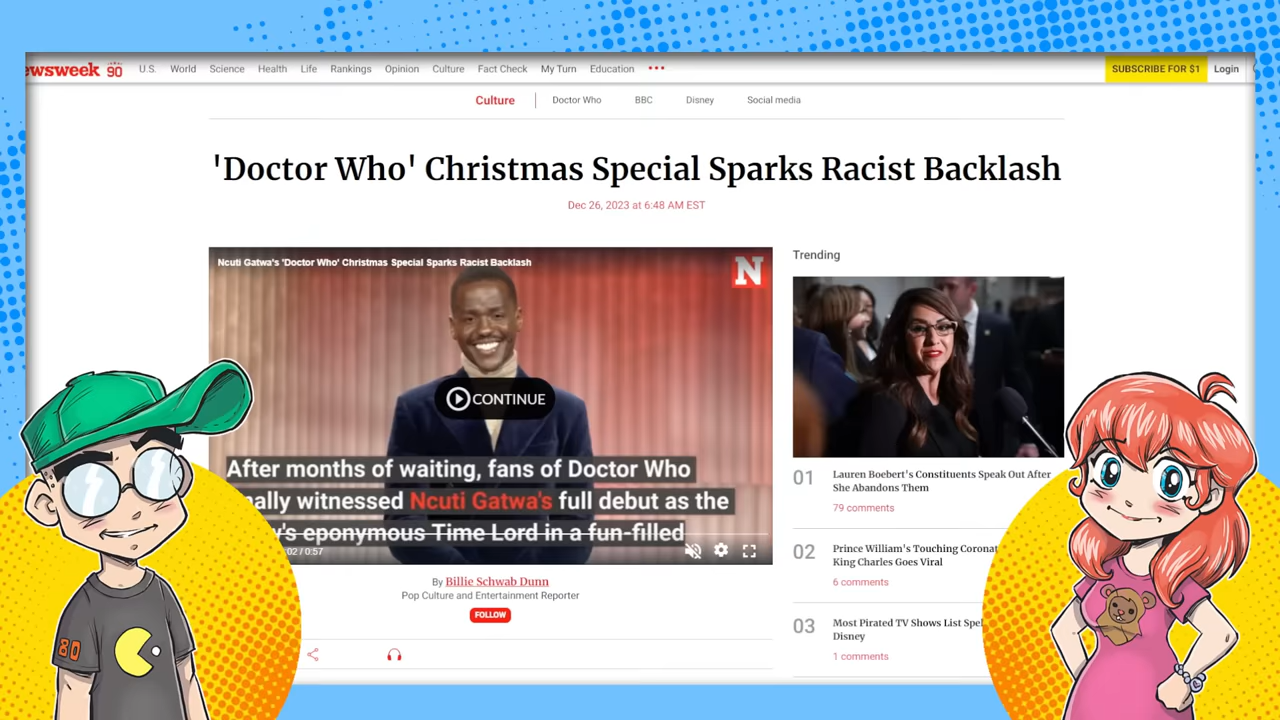 ewsweek 90 U.S. World Science Health Life Rankings Opinion Culture Fact Check My Turn Education SUBSCRIBE FOR $1 Login
Culture Doctor Who BBC Disney Social media
'Doctor Who' Christmas Special Sparks Racist Backlash
Dec 26, 2023 at 6:48 AM EST
Ncuti Gatwa's 'Doctor Who' Christmas Special Sparks Racist Backlash
N
CONTINUE
After months of waiting, fans of Doctor Who
nally witnessed Ncuti Gatwa's full debut as the
y's eponymous Time Lord in a fun-filled
:02 / 0:57
By Billie Schwab Dunn
Pop Culture and Entertainment Reporter
FOLLOW
Trending
01 Lauren Boebert's Constituents Speak Out After
She Abandons Them
79 comments
02 Prince William's Touching Coronat
King Charles Goes Viral
6 comments
03 Most Pirated TV Shows List Spel
Disney
1 comments
80